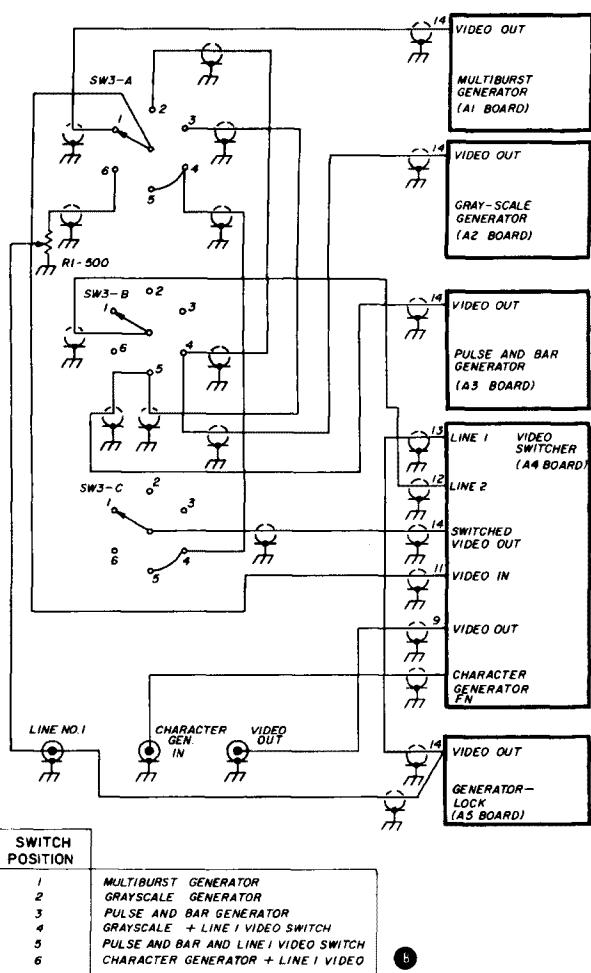 14
VIDEO OUT
MULTIBURST
GENERATOR
(A1 BOARD)
SW3-A
1
2
3
4
5
6
14
VIDEO OUT
GRAY-SCALE
GENERATOR
(A2 BOARD)
R1-500
SW3-B
1
2
3
4
5
6
14
VIDEO OUT
PULSE AND BAR
GENERATOR
(A3 BOARD)
SW3-C
1
2
3
4
5
6
13
LINE 1
VIDEO
SWITCHER
(A4 BOARD)
12
LINE 2
14
SWITCHED
VIDEO OUT
11
VIDEO IN
9
VIDEO OUT
CHARACTER
GENERATOR
FN
LINE NO.1
CHARACTER
GEN.
IN
VIDEO
OUT
14
VIDEO OUT
GENERATOR-
LOCK
(A5 BOARD)
SWITCH
POSITION
1 MULTIBURST GENERATOR
2 GRAYSCALE GENERATOR
3 PULSE AND BAR GENERATOR
4 GRAYSCALE + LINE 1 VIDEO SWITCH
5 PULSE AND BAR AND LINE 1 VIDEO SWITCH
6 CHARACTER GENERATOR + LINE 1 VIDEO
B